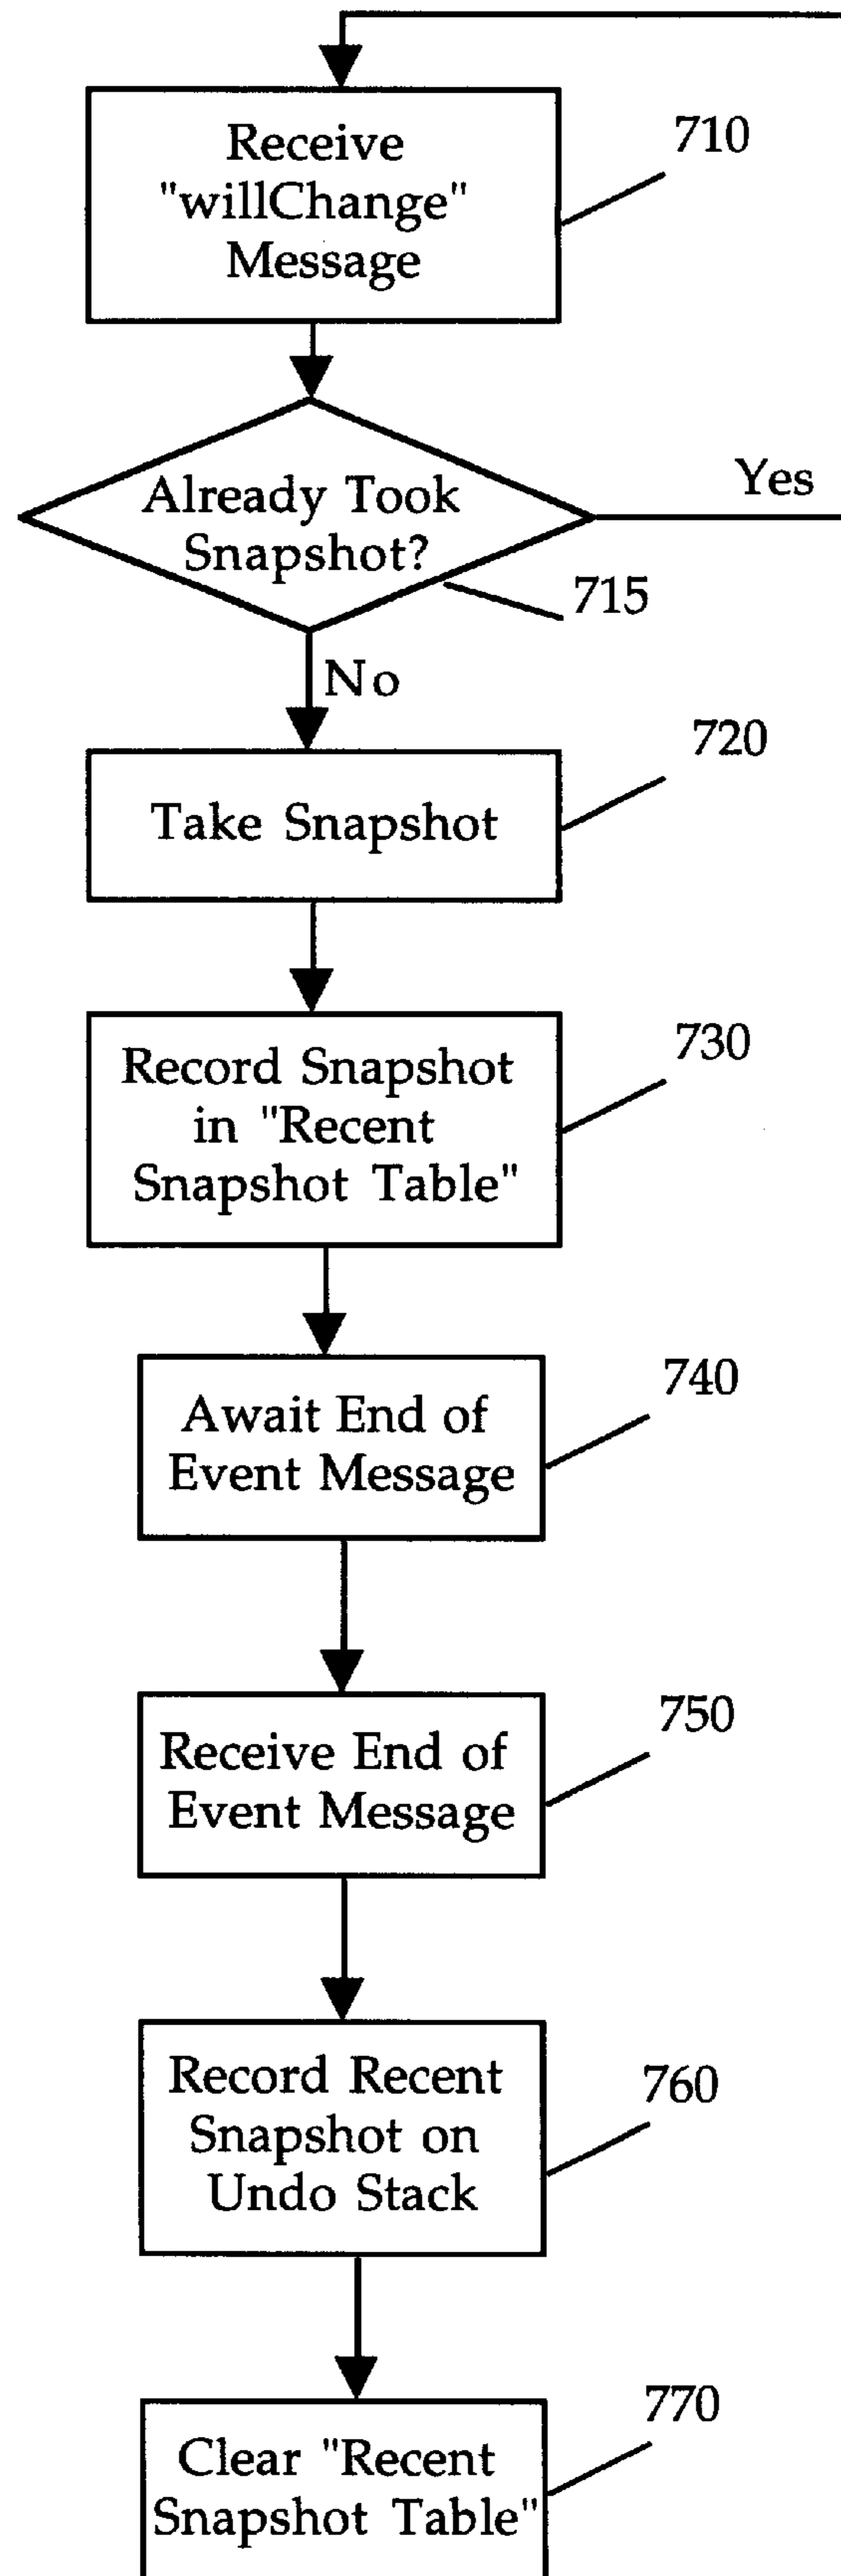 Receive
"willChange"
Message
710
Already Took
Snapshot?
Yes
715
No
720
Take Snapshot
730
Record Snapshot
in "Recent
Snapshot Table"
740
Await End of
Event Message
750
Receive End of
Event Message
760
Record Recent
Snapshot on
Undo Stack
770
Clear "Recent
Snapshot Table"